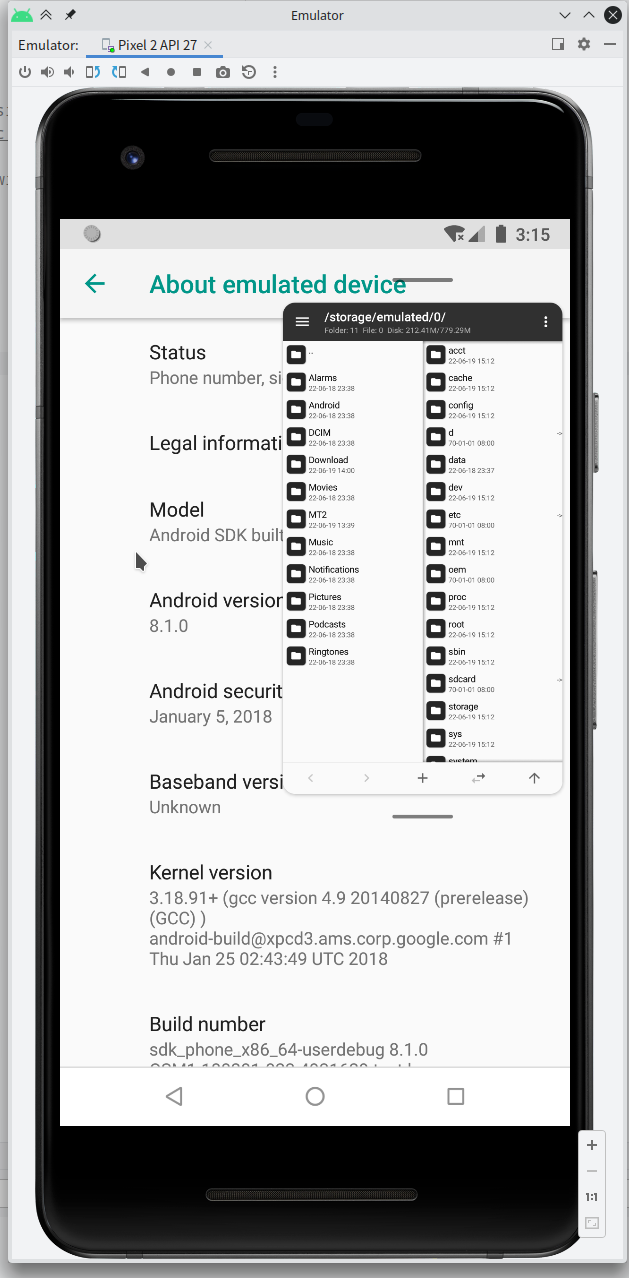 Emulator
Emulator:
Pixel 2 API 27
3:15
About emulated device
Status
Phone number, si
Legal informati
Model
Android SDK built
Android version
8.1.0
Android securit
January 5, 2018
Baseband versi
Unknown
Kernel version
3.18.91+ (gcc version 4.9 20140827 (prerelease)
(GCC) )
android-build@xpcd3.ams.corp.google.com #1
Thu Jan 25 02:43:49 UTC 2018
Build number
sdk_phone_x86_64-userdebug 8.1.0
/storage/emulated/0/
Folder: 11 File: 0 Disk: 212.41M/779.29M
..
Alarms
22-06-18 23:38
Android
22-06-18 23:38
DCIM
22-06-18 23:38
Download
22-06-19 14:00
Movies
22-06-18 23:38
MT2
22-06-19 13:39
Music
22-06-18 23:38
Notifications
22-06-18 23:38
Pictures
22-06-18 23:38
Podcasts
22-06-18 23:38
Ringtones
22-06-18 23:38
acct
22-06-19 15:12
cache
22-06-19 15:12
config
22-06-19 15:12
d
70-01-01 08:00
->
data
22-06-18 23:37
dev
22-06-19 15:12
etc
70-01-01 08:00
->
mnt
22-06-19 15:12
oem
70-01-01 08:00
proc
22-06-19 15:12
root
22-06-19 15:12
sbin
22-06-19 15:12
sdcard
70-01-01 08:00
->
storage
22-06-19 15:12
sys
22-06-19 15:12
system
1:1